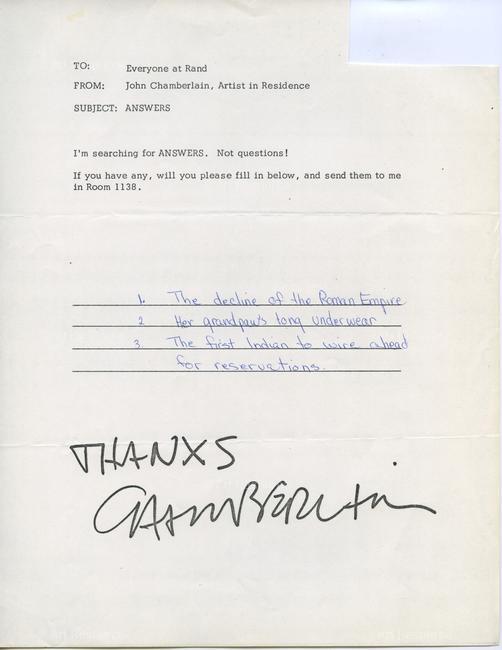 TO: Everyone at Rand
FROM: John Chamberlain, Artist in Residence
SUBJECT: ANSWERS
I'm searching for ANSWERS. Not questions!
If you have any, will you please fill in below, and send them to me
in Room 1138.
1. The decline of the Roman Empire
2 Her grandpaw's long underwear
3. The first Indian to wire ahead
for reservations.
THANXS
CHAMBERLAIN